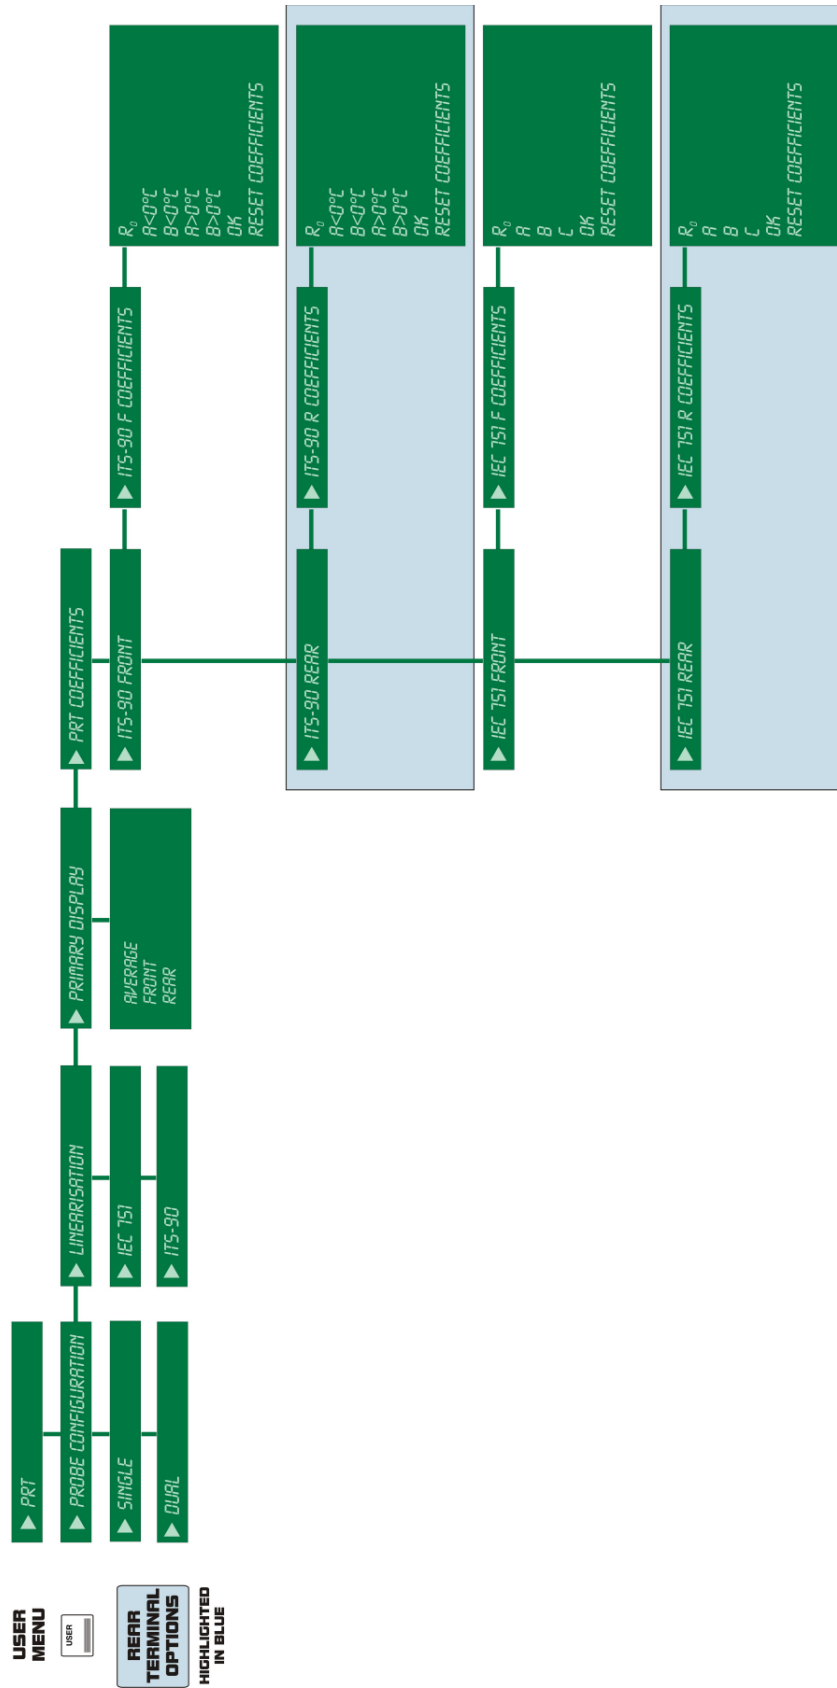 USER
MENU
USER
REAR
TERMINAL
OPTIONS
HIGHLIGHTED
IN BLUE
PRT
PROBE CONFIGURATION
SINGLE
DUAL
LINEARISATION
IEC 751
ITS-90
PRIMARY DISPLAY
AVERAGE
FRONT
REAR
PRT COEFFICIENTS
ITS-90 FRONT
ITS-90 F COEFFICIENTS
R₀
A<0°C
B<0°C
A>0°C
B>0°C
OK
RESET COEFFICIENTS
ITS-90 REAR
ITS-90 R COEFFICIENTS
R₀
A<0°C
B<0°C
A>0°C
B>0°C
OK
RESET COEFFICIENTS
IEC 751 FRONT
IEC 751 F COEFFICIENTS
R₀
A
B
C
OK
RESET COEFFICIENTS
IEC 751 REAR
IEC 751 R COEFFICIENTS
R₀
A
B
C
OK
RESET COEFFICIENTS